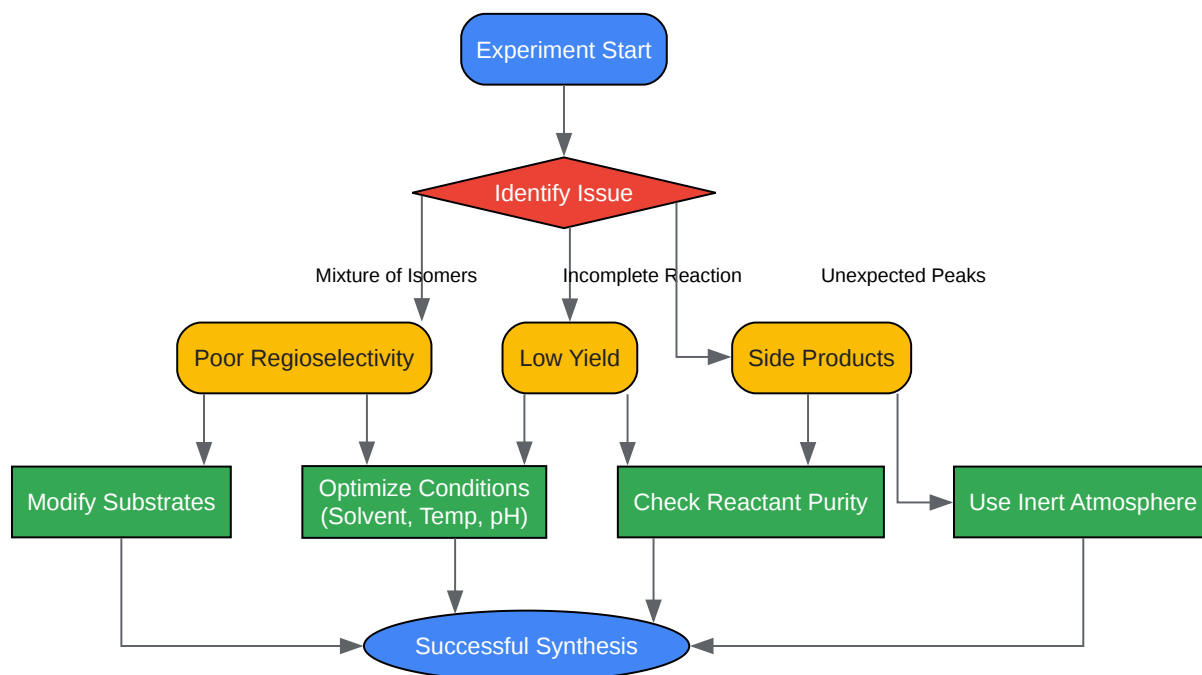 Experiment Start
Identify Issue
Mixture of Isomers
Incomplete Reaction
Unexpected Peaks
Poor Regioselectivity
Low Yield
Side Products
Modify Substrates
Optimize Conditions
(Solvent, Temp, pH)
Check Reactant Purity
Use Inert Atmosphere
Successful Synthesis